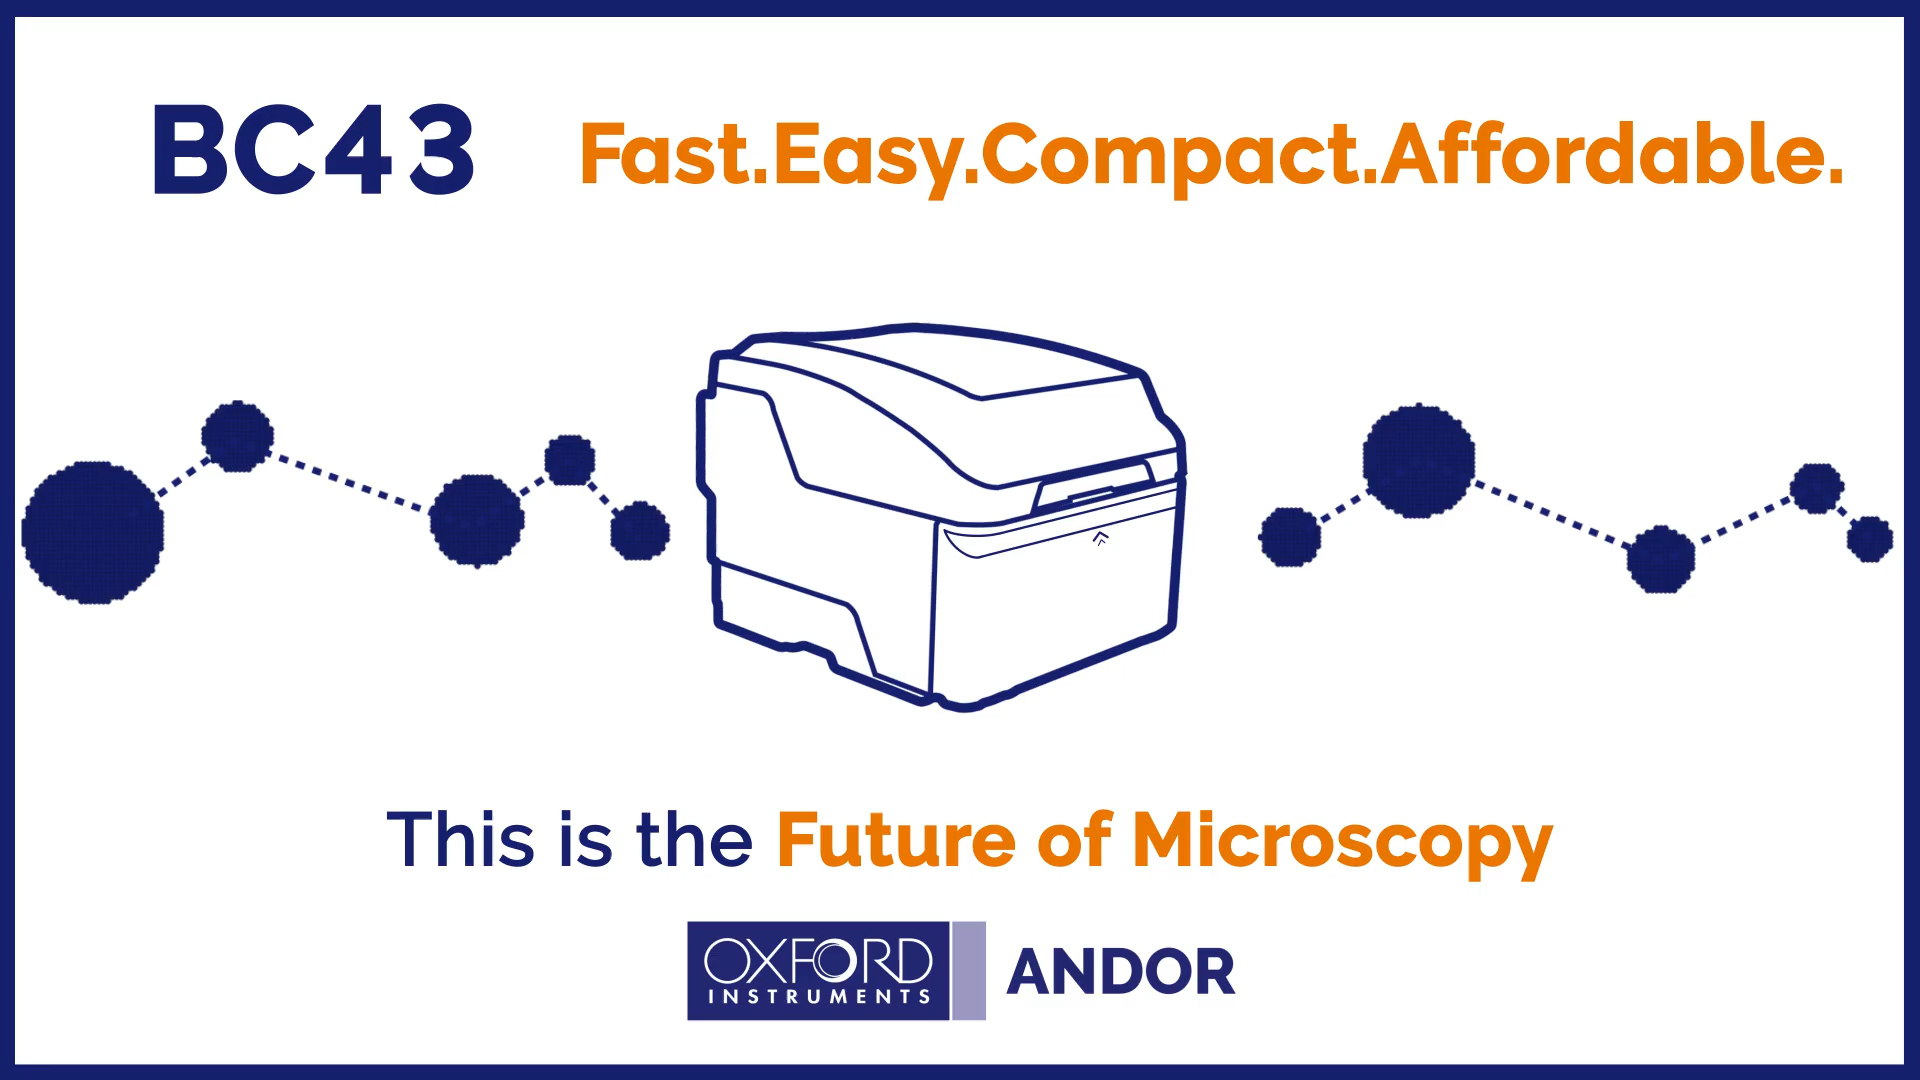 BC43
Fast.Easy.Compact.Affordable.
This is the Future of Microscopy
OXFORD
INSTRUMENTS
ANDOR